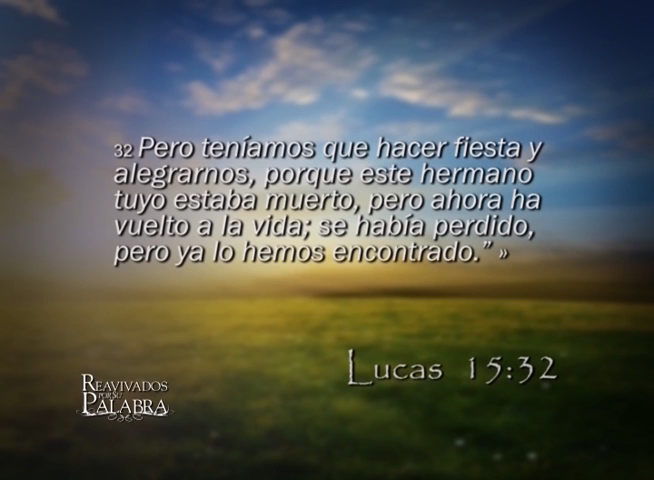 32 Pero teníamos que hacer fiesta y
alegrarnos, porque este hermano
tuyo estaba muerto, pero ahora ha
vuelto a la vida; se había perdido,
pero ya lo hemos encontrado.” »
Lucas 15:32
REAVIVADOS
POR SU
PALABRA